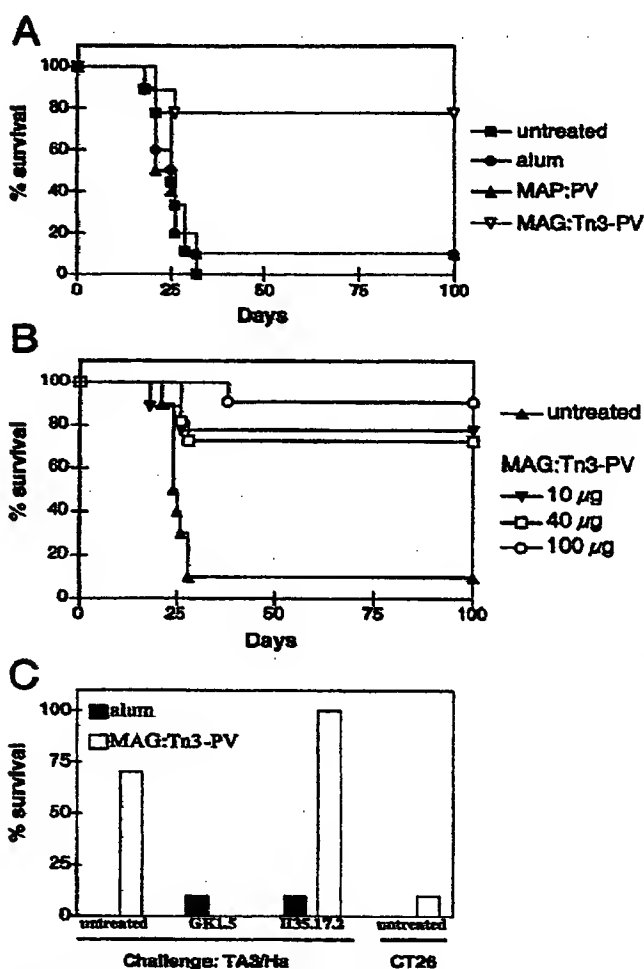 A
% survival
100
80
60
40
20
0
0 25 50 75 100
Days
untreated
alum
MAP:PV
MAG:Tn3-PV
B
% survival
100
80
60
40
20
0
0 25 50 75 100
Days
untreated
MAG:Tn3-PV
10 µg
40 µg
100 µg
C
% survival
100
75
50
25
0
alum
MAG:Tn3-PV
untreated GK1.5 H35.17.2 untreated
Challenge: TA3/Ha CT26